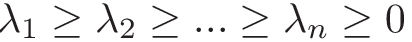 λ₁ ≥ λ₂ ≥ ... ≥ λₙ ≥ 0